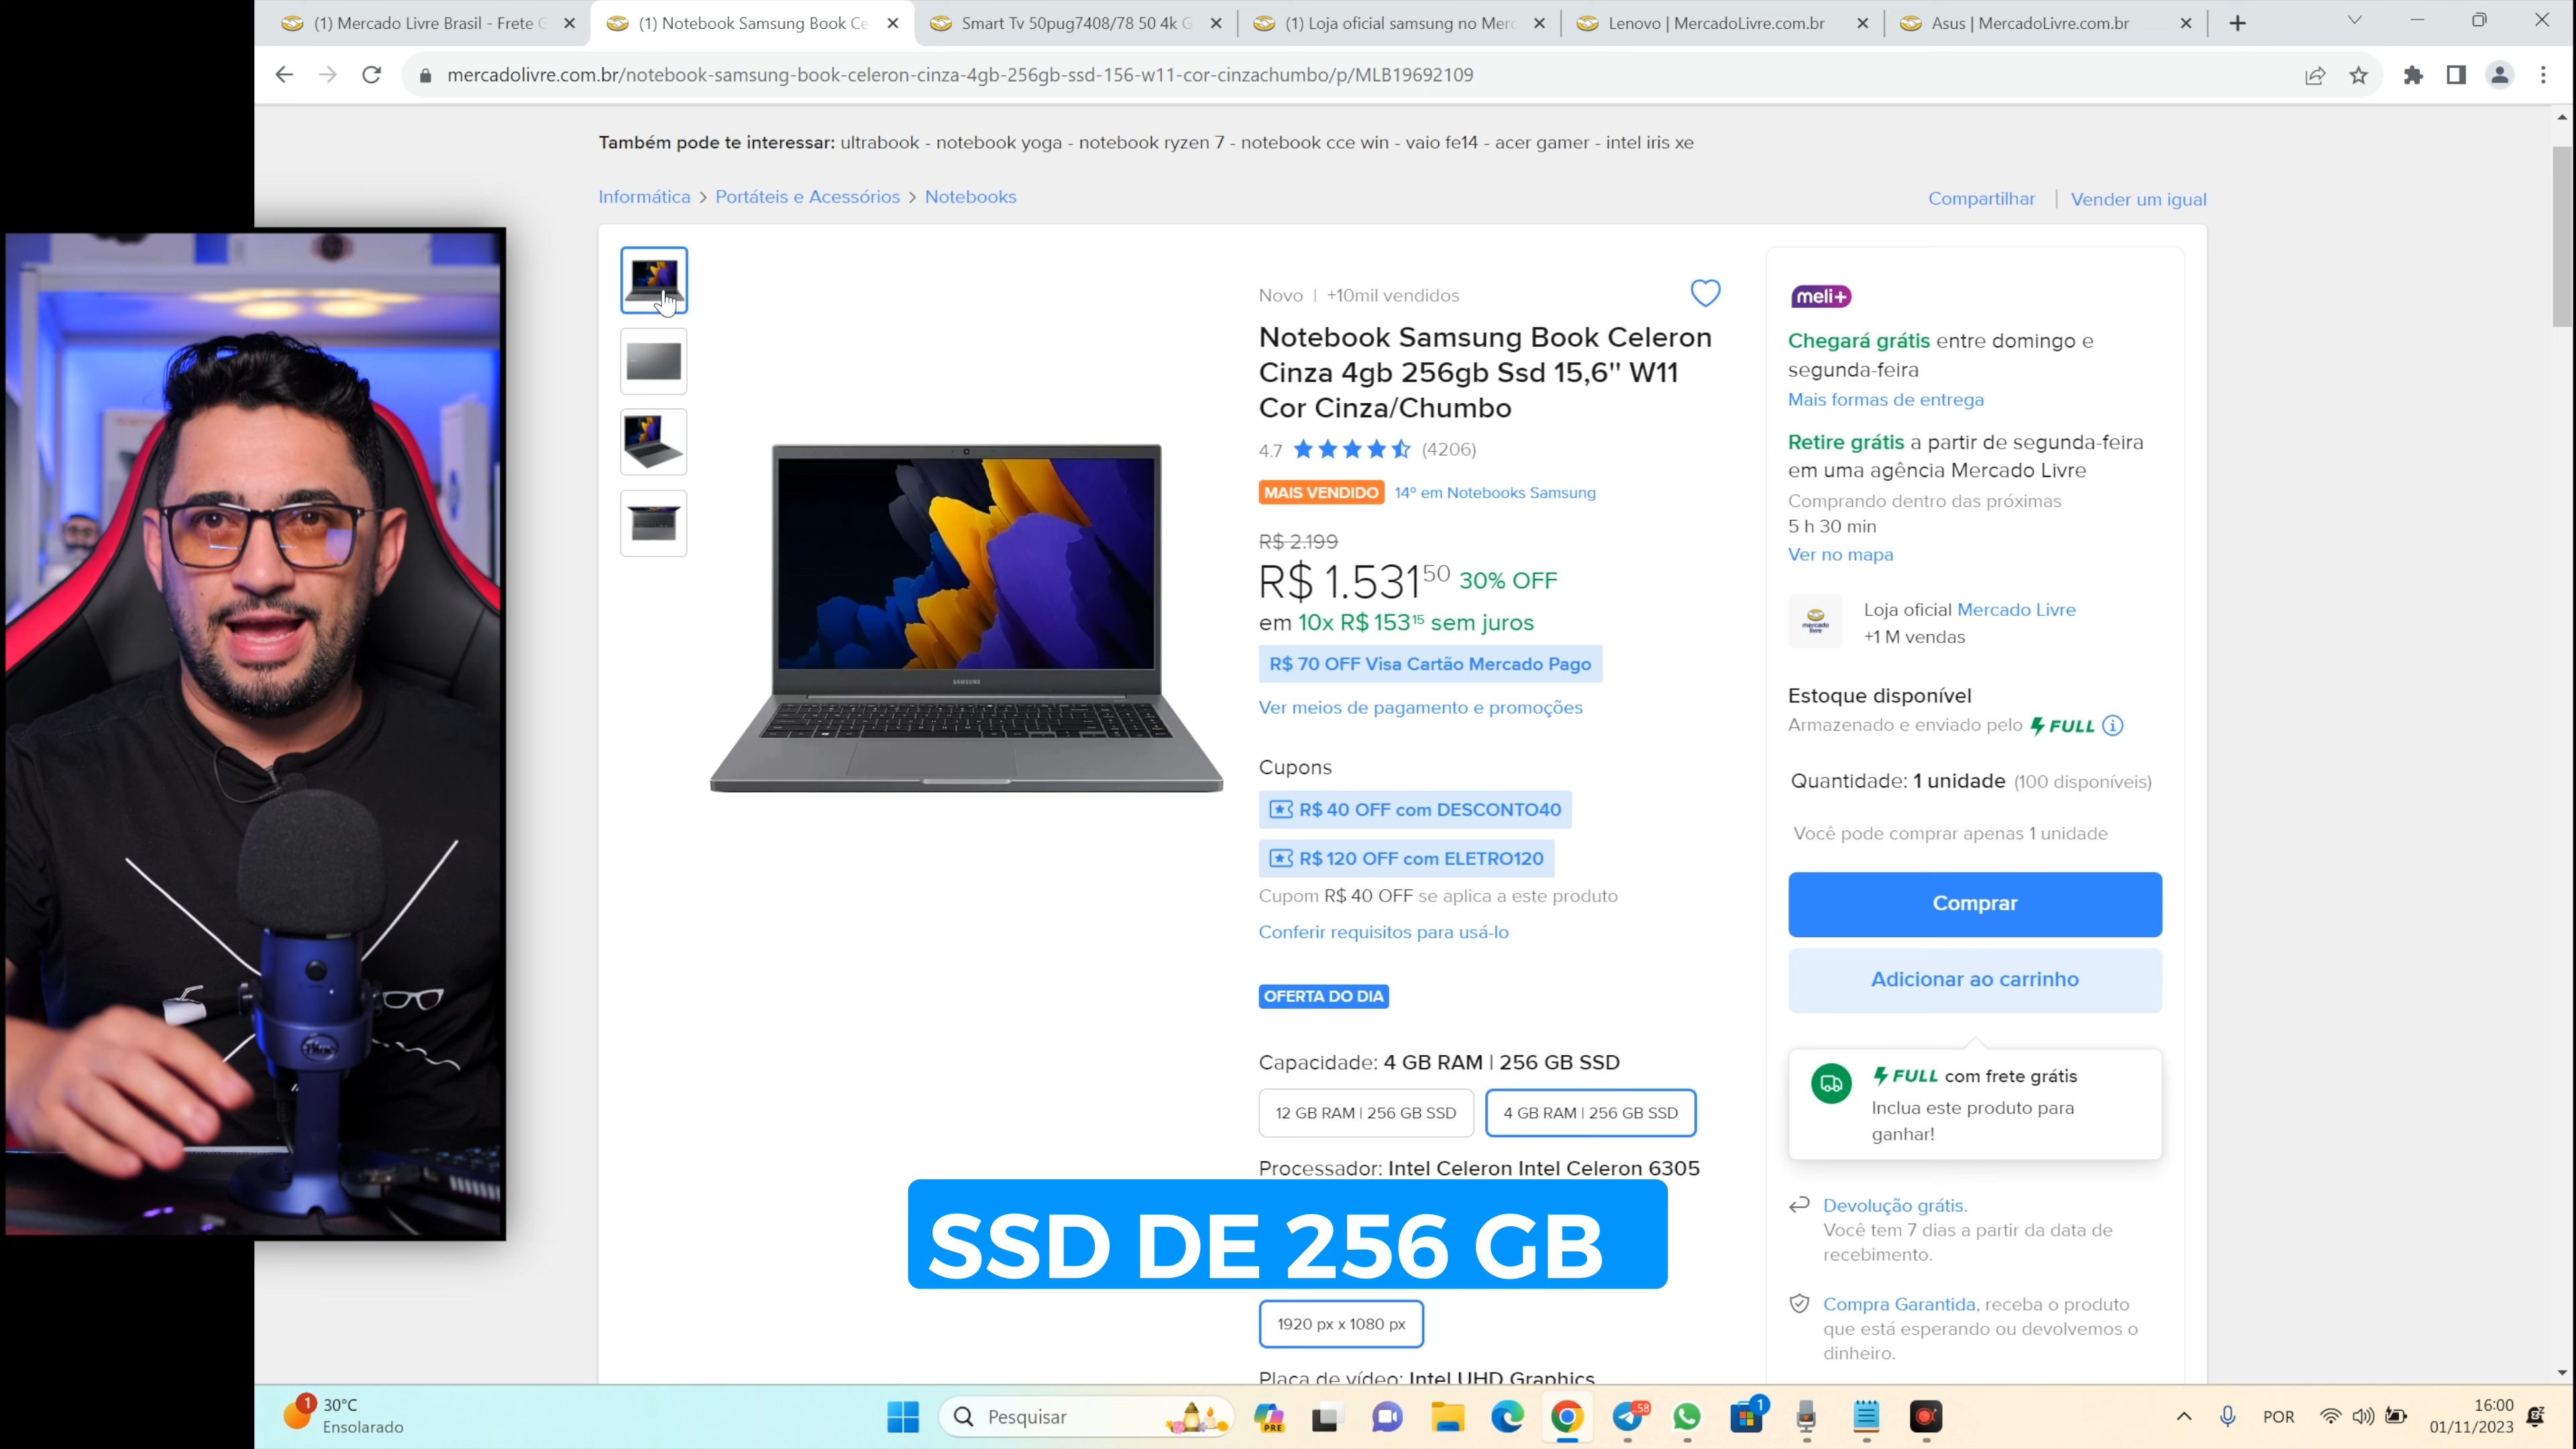 (1) Mercado Livre Brasil - Frete G
(1) Notebook Samsung Book Ce
Smart Tv 50pug7408/78 50 4k G
(1) Loja oficial samsung no Merc
Lenovo | MercadoLivre.com.br
Asus | MercadoLivre.com.br
mercadolivre.com.br/notebook-samsung-book-celeron-cinza-4gb-256gb-ssd-156-w11-cor-cinzachumbo/p/MLB19692109
Também pode te interessar: ultrabook - notebook yoga - notebook ryzen 7 - notebook cce win - vaio fe14 - acer gamer - intel iris xe
Informática > Portáteis e Acessórios > Notebooks
Compartilhar | Vender um igual
Novo | +10mil vendidos
Notebook Samsung Book Celeron
Cinza 4gb 256gb Ssd 15,6'' W11
Cor Cinza/Chumbo
4.7 (4206)
MAIS VENDIDO 14º em Notebooks Samsung
R$ 2.199
R$ 1.531 50 30% OFF
em 10x R$ 153 15 sem juros
R$ 70 OFF Visa Cartão Mercado Pago
Ver meios de pagamento e promoções
Cupons
R$ 40 OFF com DESCONTO40
R$ 120 OFF com ELETRO120
Cupom R$ 40 OFF se aplica a este produto
Conferir requisitos para usá-lo
OFERTA DO DIA
Capacidade: 4 GB RAM | 256 GB SSD
12 GB RAM | 256 GB SSD
4 GB RAM | 256 GB SSD
Processador: Intel Celeron Intel Celeron 6305
SSD DE 256 GB
1920 px x 1080 px
Placa de vídeo: Intel UHD Graphics
SAMSUNG
Blue
meli+
Chegará grátis entre domingo e
segunda-feira
Mais formas de entrega
Retire grátis a partir de segunda-feira
em uma agência Mercado Livre
Comprando dentro das próximas
5 h 30 min
Ver no mapa
mercado
livre
Loja oficial Mercado Livre
+1 M vendas
Estoque disponível
Armazenado e enviado pelo FULL
Quantidade: 1 unidade (100 disponíveis)
Você pode comprar apenas 1 unidade
Comprar
Adicionar ao carrinho
FULL com frete grátis
Inclua este produto para
ganhar!
Devolução grátis.
Você tem 7 dias a partir da data de
recebimento.
Compra Garantida, receba o produto
que está esperando ou devolvemos o
dinheiro.
1
30°C
Ensolarado
Pesquisar
PRE
58
1
POR
16:00
01/11/2023